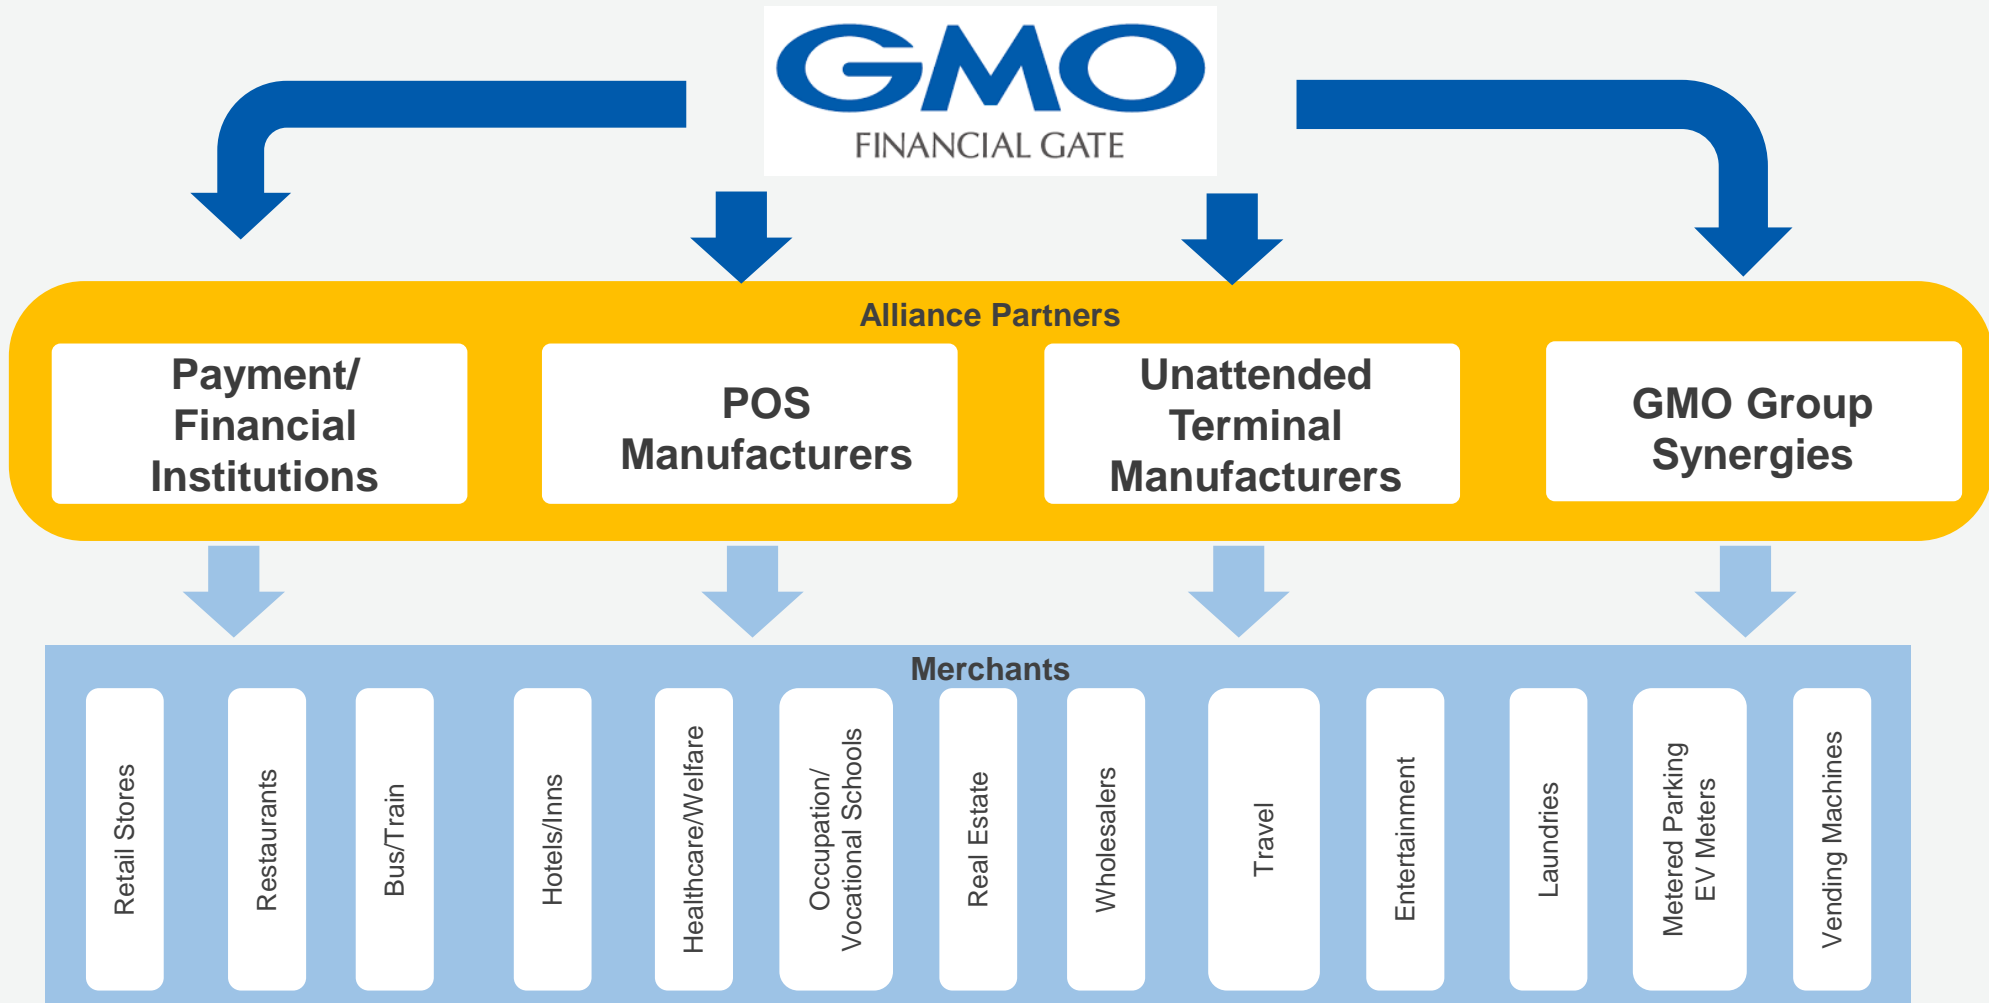 GMO
FINANCIAL GATE
Alliance Partners
Payment/
Financial
Institutions
POS
Manufacturers
Unattended
Terminal
Manufacturers
GMO Group
Synergies
Merchants
Retail Stores
Restaurants
Bus/Train
Hotels/Inns
Healthcare/Welfare
Occupation/
Vocational Schools
Real Estate
Wholesalers
Travel
Entertainment
Laundries
Metered Parking
EV Meters
Vending Machines